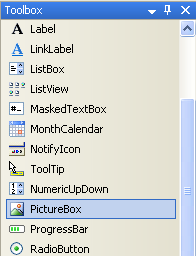 Toolbox
Label
LinkLabel
ListBox
ListView
MaskedTextBox
MonthCalendar
NotifyIcon
ToolTip
NumericUpDown
PictureBox
ProgressBar
RadioButton